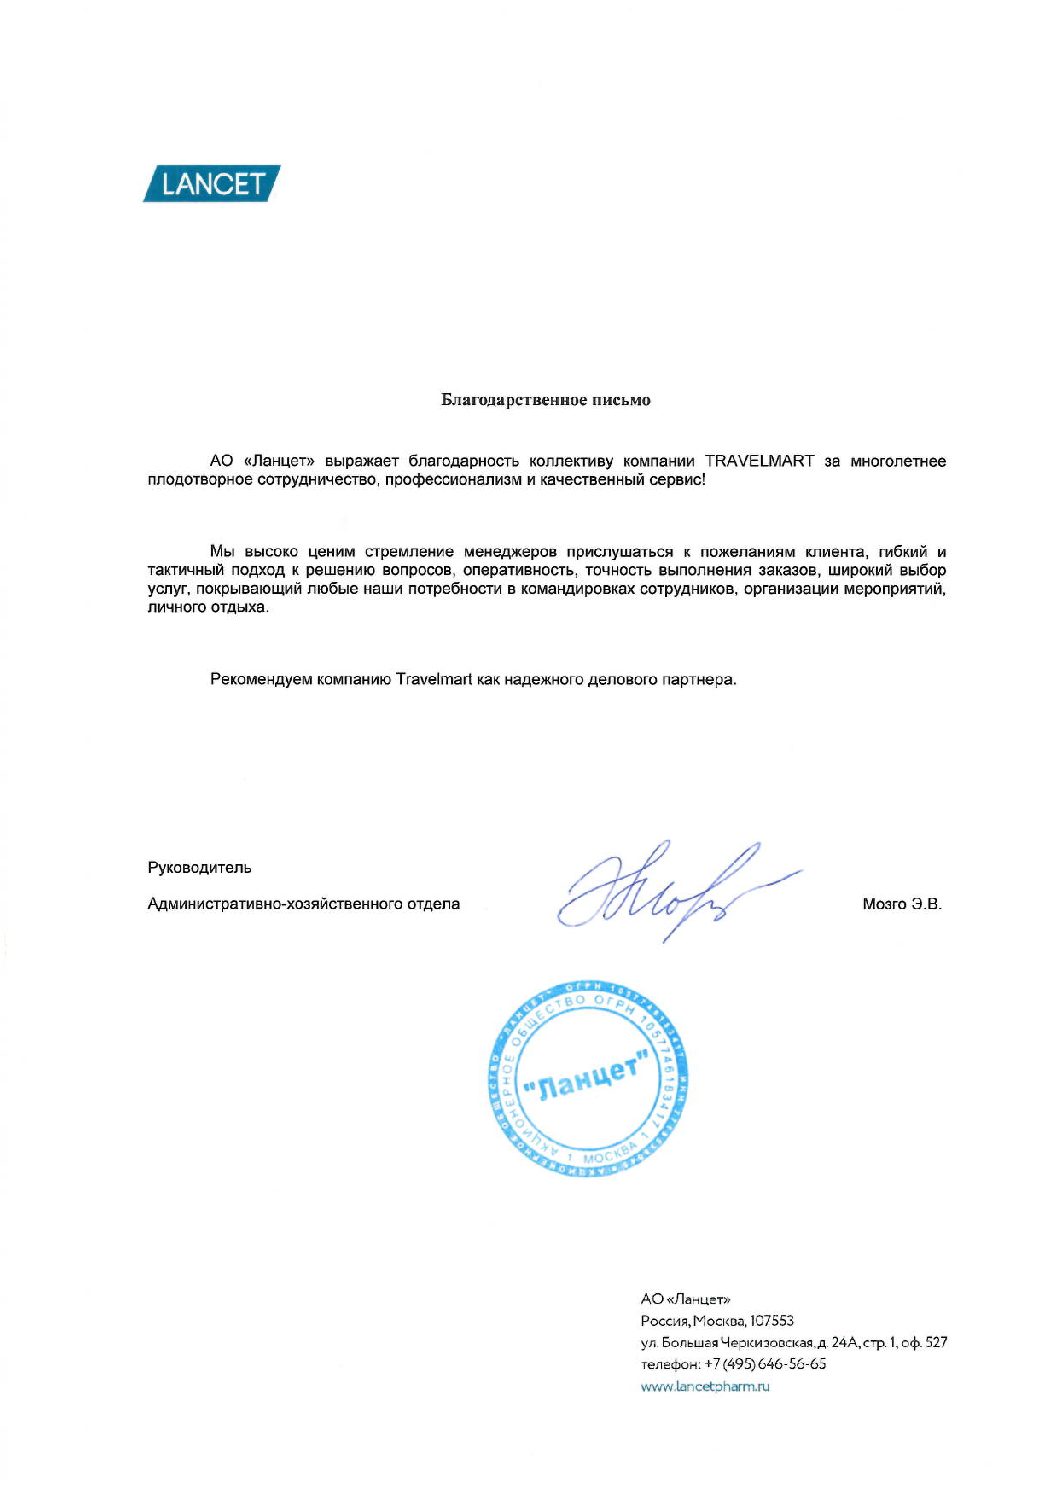 LANCET
Благодарственное письмо
АО «Ланцет» выражает благодарность коллективу компании TRAVELMART за многолетнее
плодотворное сотрудничество, профессионализм и качественный сервис!
Мы высоко ценим стремление менеджеров прислушаться к пожеланиям клиента, гибкий и
тактичный подход к решению вопросов, оперативность, точность выполнения заказов, широкий выбор
услуг, покрывающий любые наши потребности в командировках сотрудников, организации мероприятий,
личного отдыха.
Рекомендуем компанию Travelmart как надежного делового партнера.
Руководитель
Административно-хозяйственного отдела
Мозго Э.В.
АКЦИОНЕРНОЕ ОБЩЕСТВО ОГРН 1057746183417
"Ланцет"
МОСКВА
АО «Ланцет»
Россия, Москва, 107553
ул. Большая Черкизовская, д. 24А, стр. 1, оф. 527
телефон: +7 (495) 646-56-65
www.lancetpharm.ru